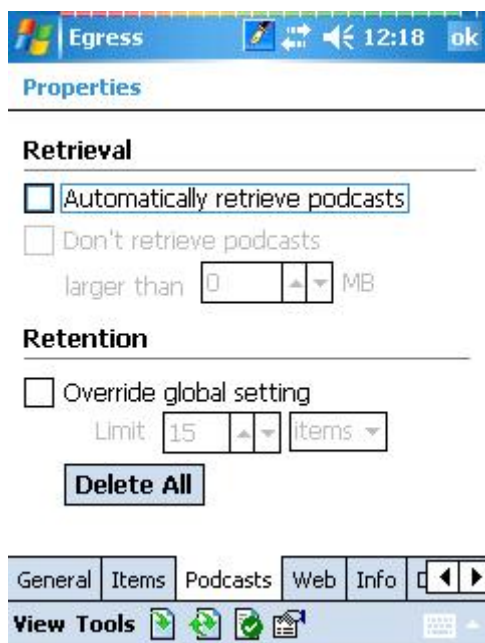 Egress 12:18 ok
Properties
Retrieval
Automatically retrieve podcasts
Don't retrieve podcasts
larger than 0 MB
Retention
Override global setting
Limit 15 items
Delete All
General Items Podcasts Web Info
View Tools